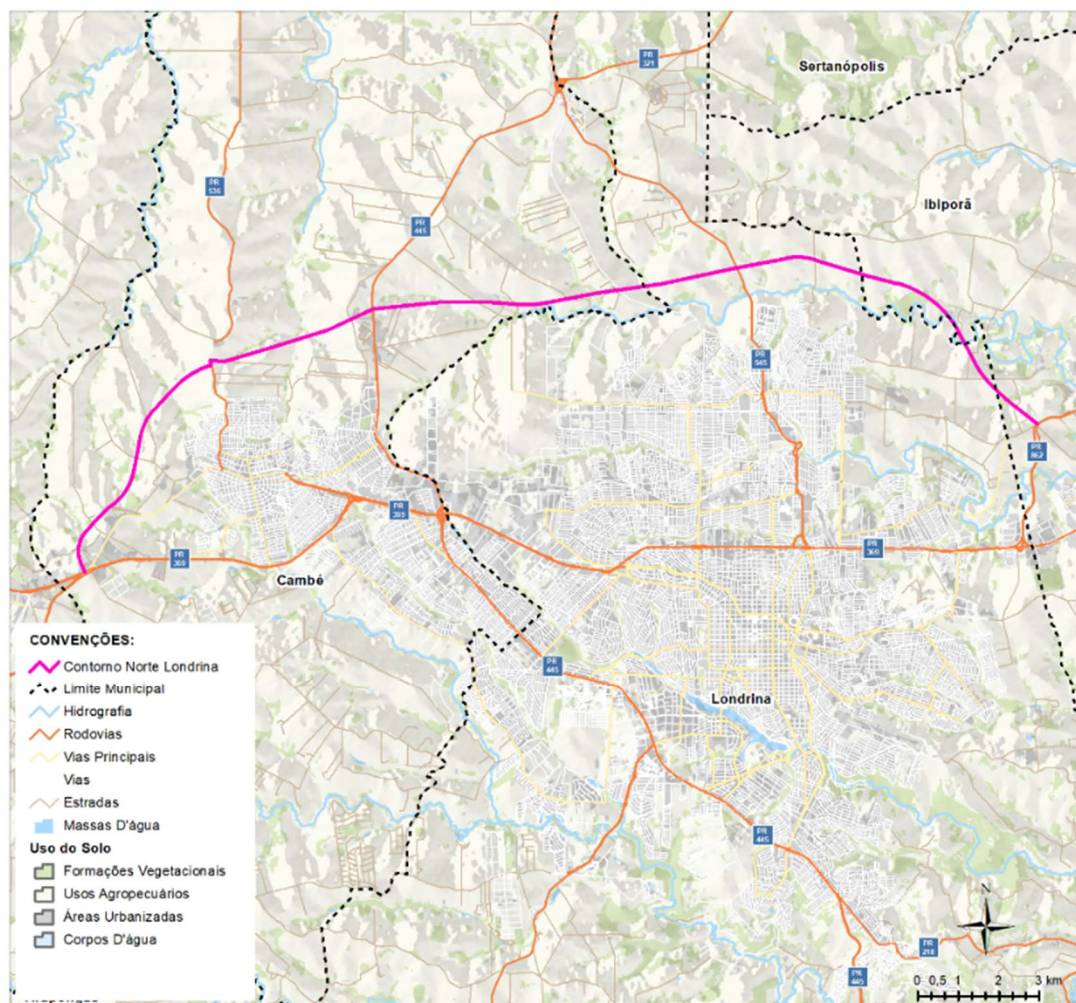 PR
321
Sertanópolis
PR
536
Ibiporã
PR
445
PR
545
PR
862
PR
369
PR
369
PR
369
Cambé
PR
445
Londrina
PR
445
PR
218
PR
445
N
0 0,5 1 2 3 km
CONVENÇÕES:
Contorno Norte Londrina
Limite Municipal
Hidrografia
Rodovias
Vias Principais
Vias
Estradas
Massas D'água
Uso do Solo
Formações Vegetacionais
Usos Agropecuários
Áreas Urbanizadas
Corpos D'água